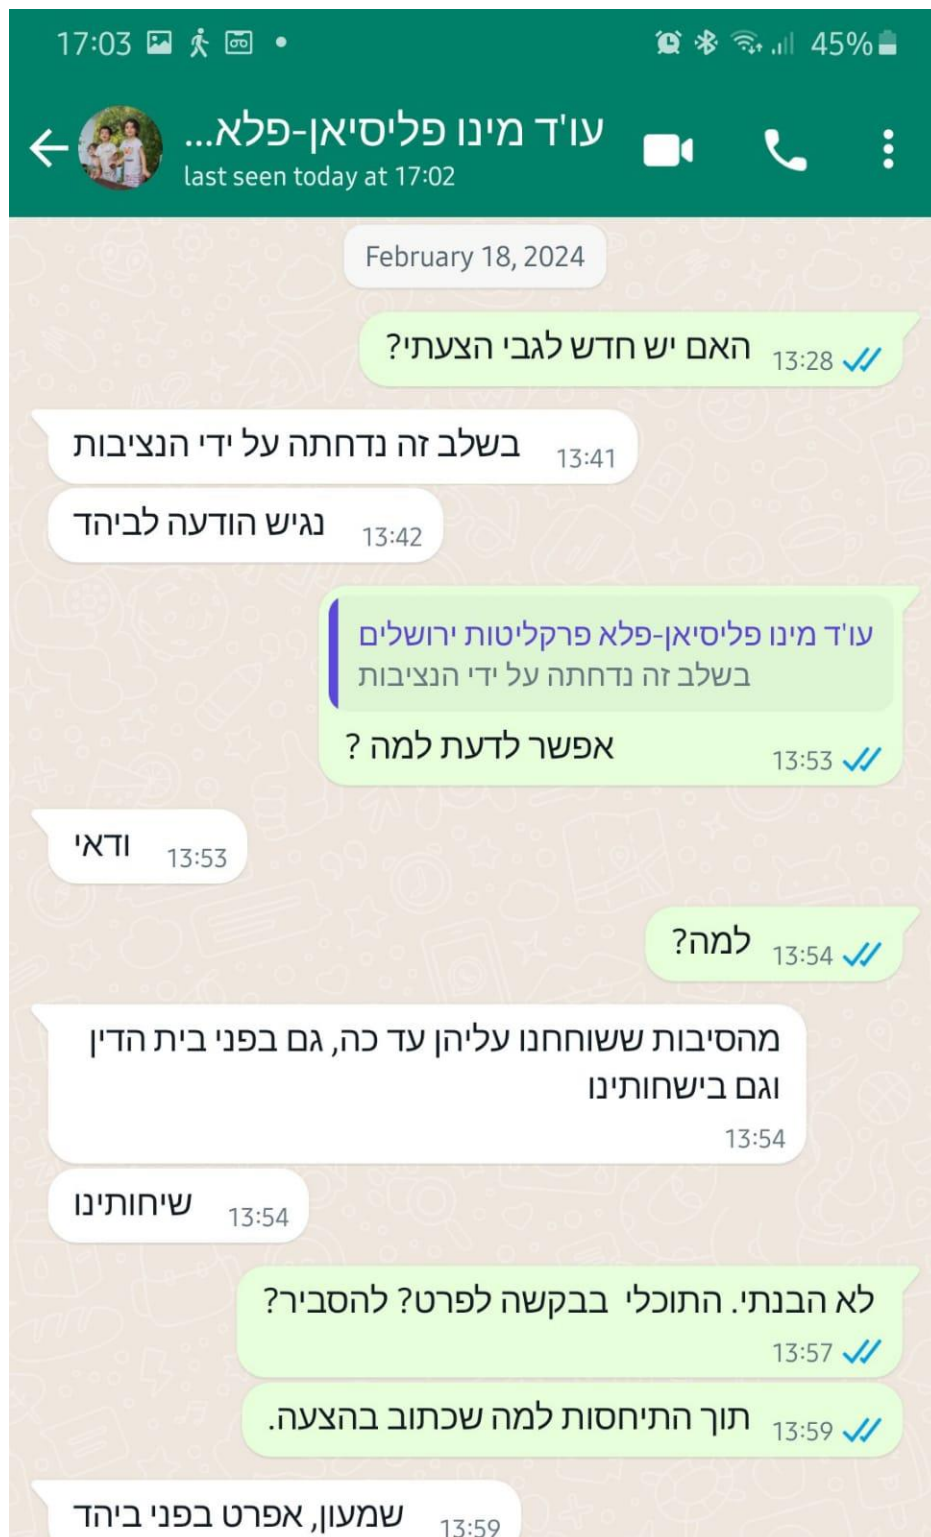 17:03
45%
עו'ד מינו פליסיאן-פלא...
last seen today at 17:02
February 18, 2024
האם יש חדש לגבי הצעתי?
13:28
בשלב זה נדחתה על ידי הנציבות
13:41
נגיש הודעה לביהד
13:42
עו'ד מינו פליסיאן-פלא פרקליטות ירושלים
בשלב זה נדחתה על ידי הנציבות
אפשר לדעת למה ?
13:53
ודאי
13:53
למה?
13:54
מהסיבות ששוחחנו עליהן עד כה, גם בפני בית הדין
וגם בישחותינו
13:54
שיחותינו
13:54
לא הבנתי. התוכלי  בבקשה לפרט? להסביר?
13:57
תוך התיחסות למה שכתוב בהצעה.
13:59
שמעון, אפרט בפני ביהד
13:59